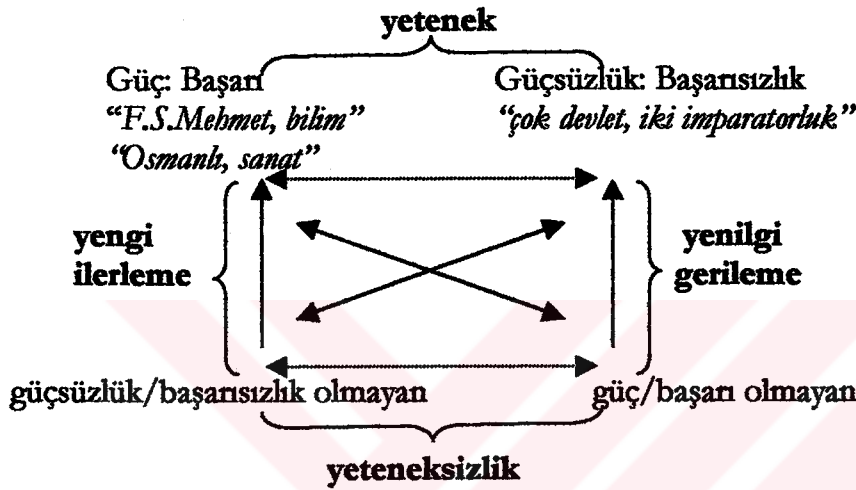 yetenek
Güç: Başarı
Güçsüzlük: Başarısızlık
“F.S.Mehmet, bilim”
“çok devlet, iki imparatorluk”
“Osmanlı, sanat”
yengi
ilerleme
yenilgi
gerileme
güçsüzlük/başarısızlık olmayan
güç/başarı olmayan
yeteneksizlik